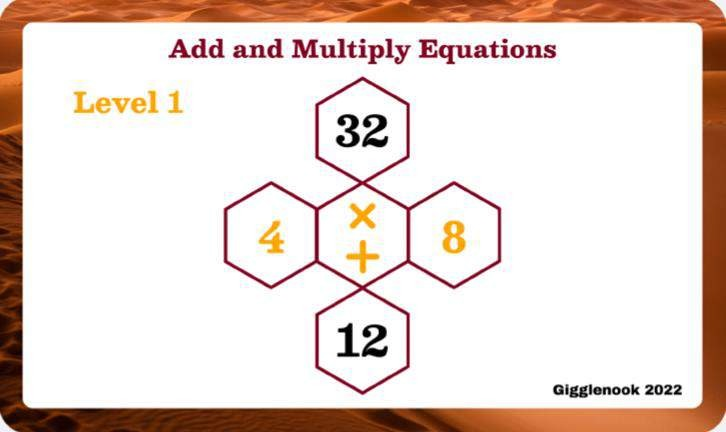 Add and Multiply Equations
Level 1
32
4 × 8
+
12
Gigglenook 2022